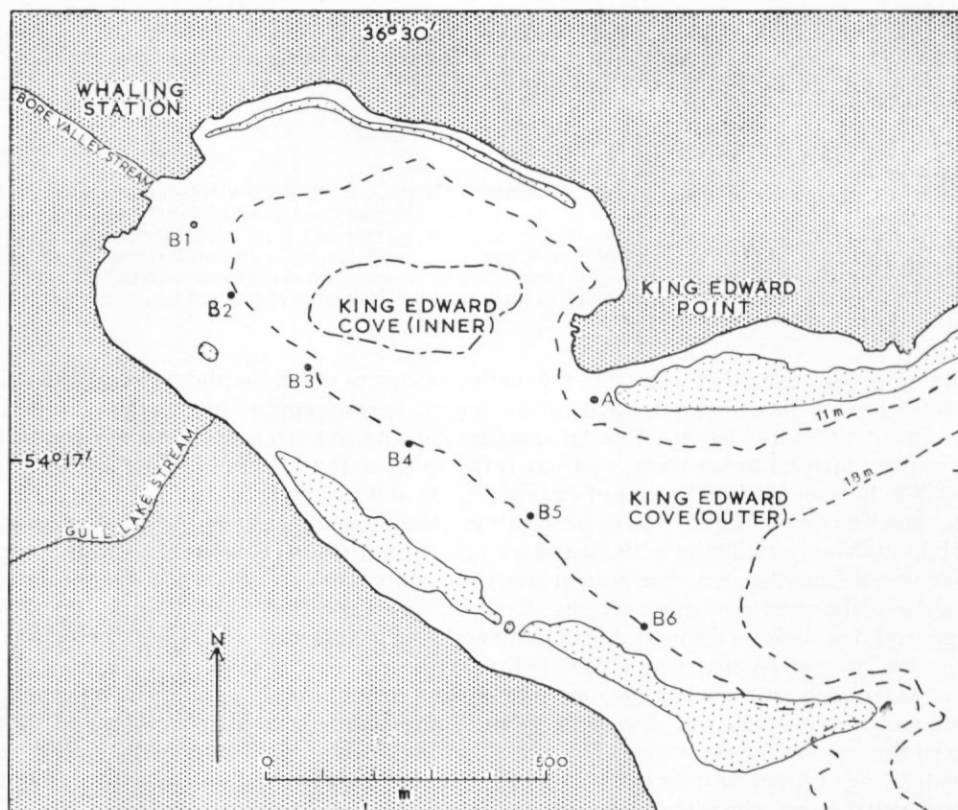 36° 30′
WHALING
STATION
BORE VALLEY STREAM
B1
B2
KING EDWARD
COVE (INNER)
KING EDWARD
POINT
B3
A
11m
B4
54° 17′
18m
GULL LAKE STREAM
KING EDWARD
COVE (OUTER)
B5
B6
N
0
500
m